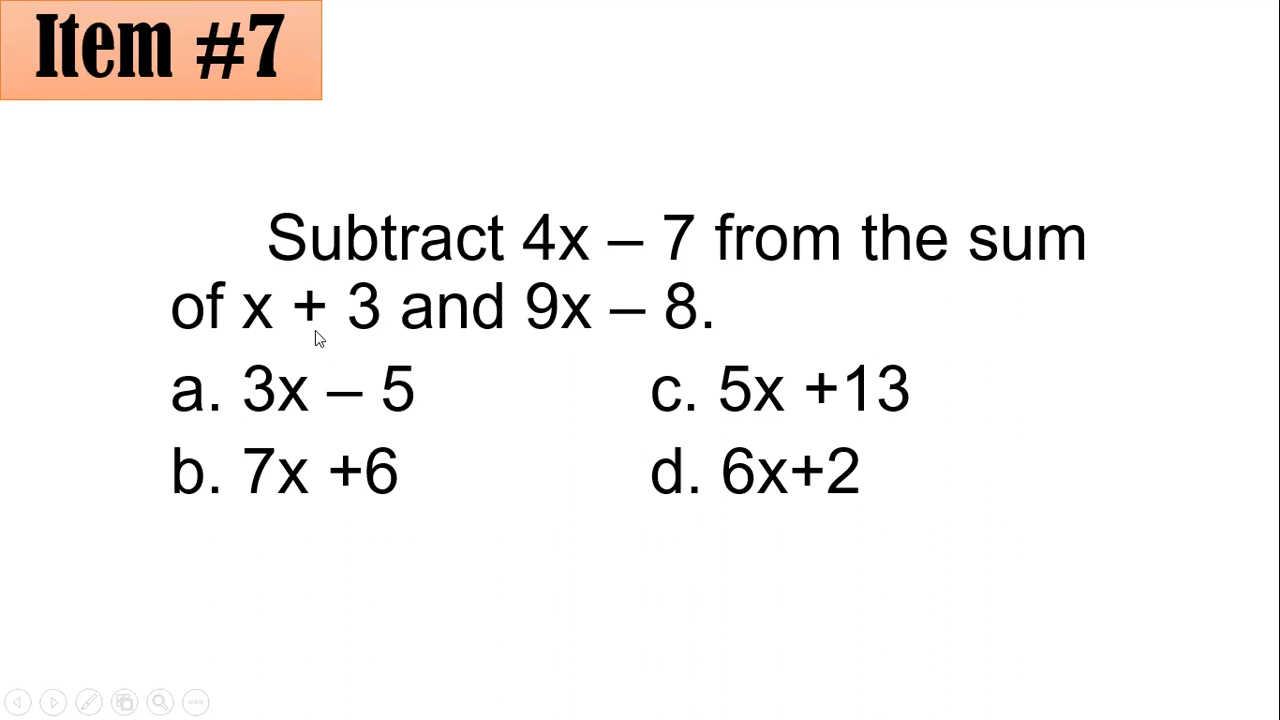 Item #7
Subtract 4x – 7 from the sum
of x + 3 and 9x – 8.
a. 3x – 5 c. 5x +13
b. 7x +6 d. 6x+2